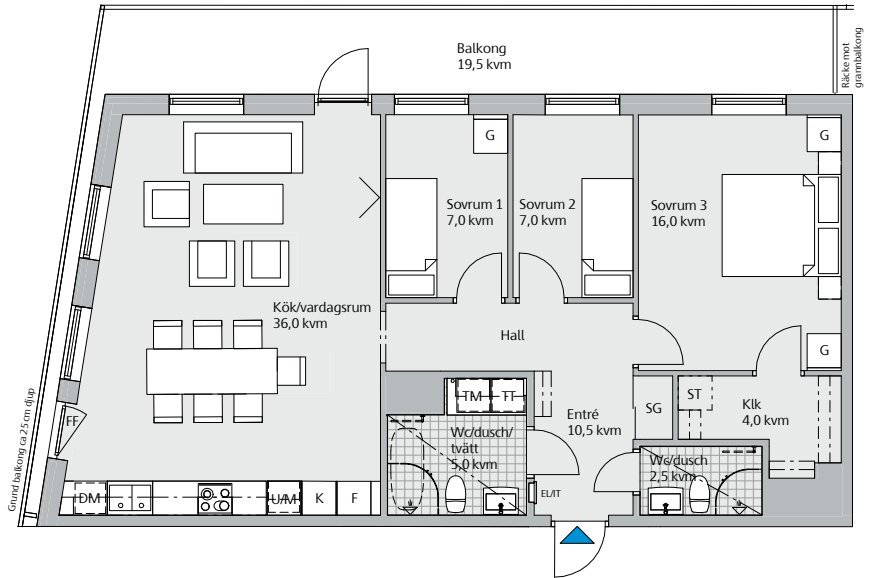 Balkong
19,5 kvm
Räcke mot
grannbalkong
G
G
Sovrum 1
7,0 kvm
Sovrum 2
7,0 kvm
Sovrum 3
16,0 kvm
Kök/vardagsrum
36,0 kvm
Hall
G
TM
TT
ST
SG
Klk
4,0 kvm
Entré
10,5 kvm
FF
Grund balkong ca 25 cm djup
Wc/dusch/
tvätt
5,0 kvm
Wc/dusch
2,5 kvm
DM
U/M
K
F
EL/IT